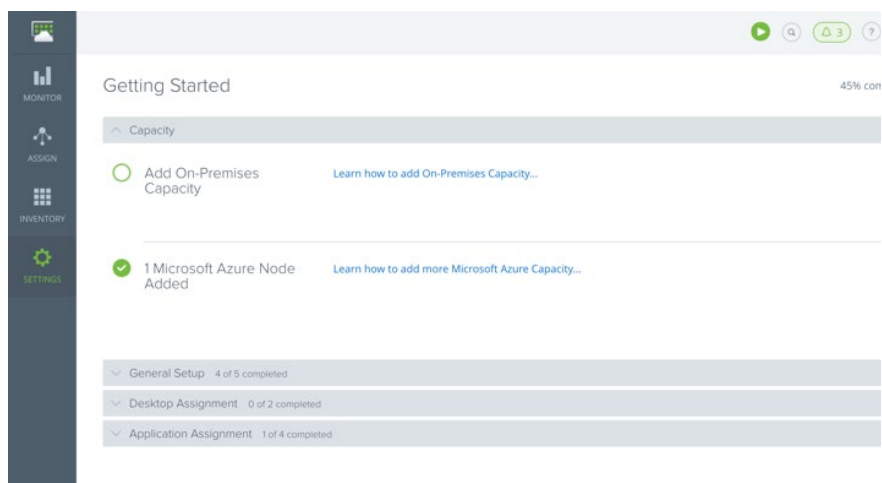 3
?
MONITOR
Getting Started
45% com
Capacity
ASSIGN
Add On-Premises
Capacity
Learn how to add On-Premises Capacity...
INVENTORY
SETTINGS
1 Microsoft Azure Node
Added
Learn how to add more Microsoft Azure Capacity...
General Setup 4 of 5 completed
Desktop Assignment 0 of 2 completed
Application Assignment 1 of 4 completed